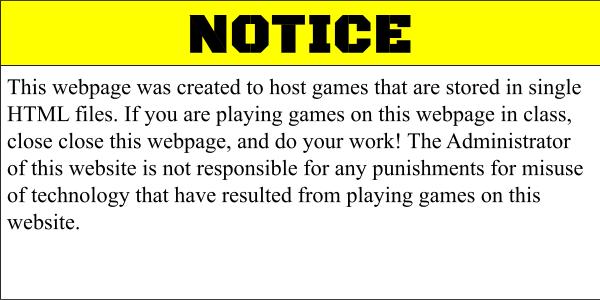 NOTICE
This webpage was created to host games that are stored in single
HTML files. If you are playing games on this webpage in class,
close close this webpage, and do your work! The Administrator
of this website is not responsible for any punishments for misuse
of technology that have resulted from playing games on this
website.